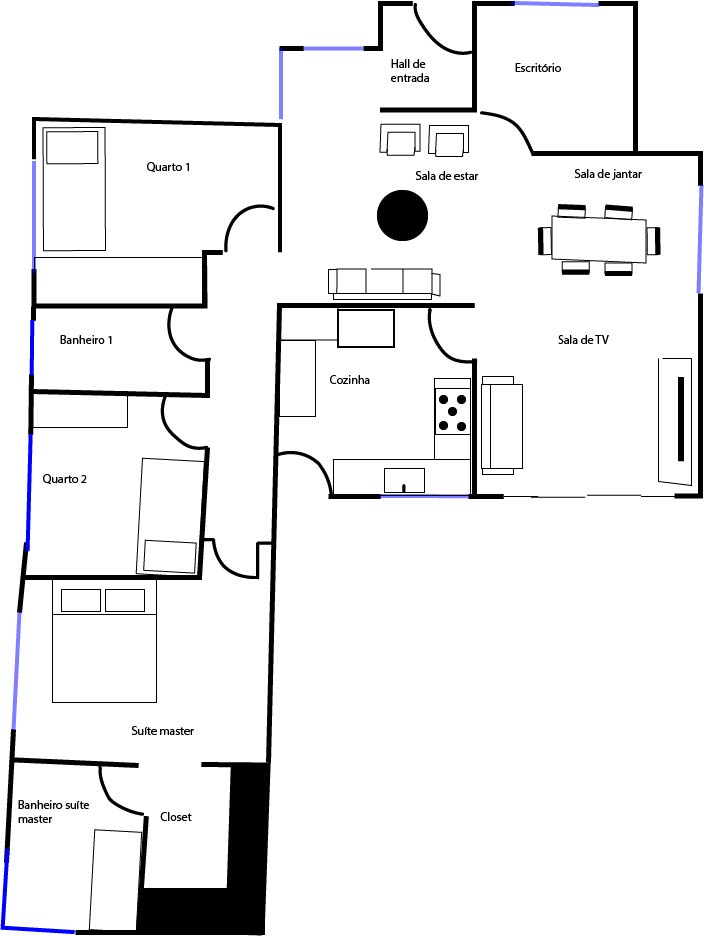 Hall de
entrada
Escritório
Quarto 1
Sala de estar
Sala de jantar
Banheiro 1
Cozinha
Sala de TV
Quarto 2
Suíte master
Banheiro suíte
master
Closet